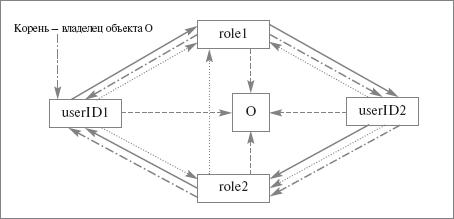 role1
Корень – владелец объекта О
userID1
O
userID2
role2